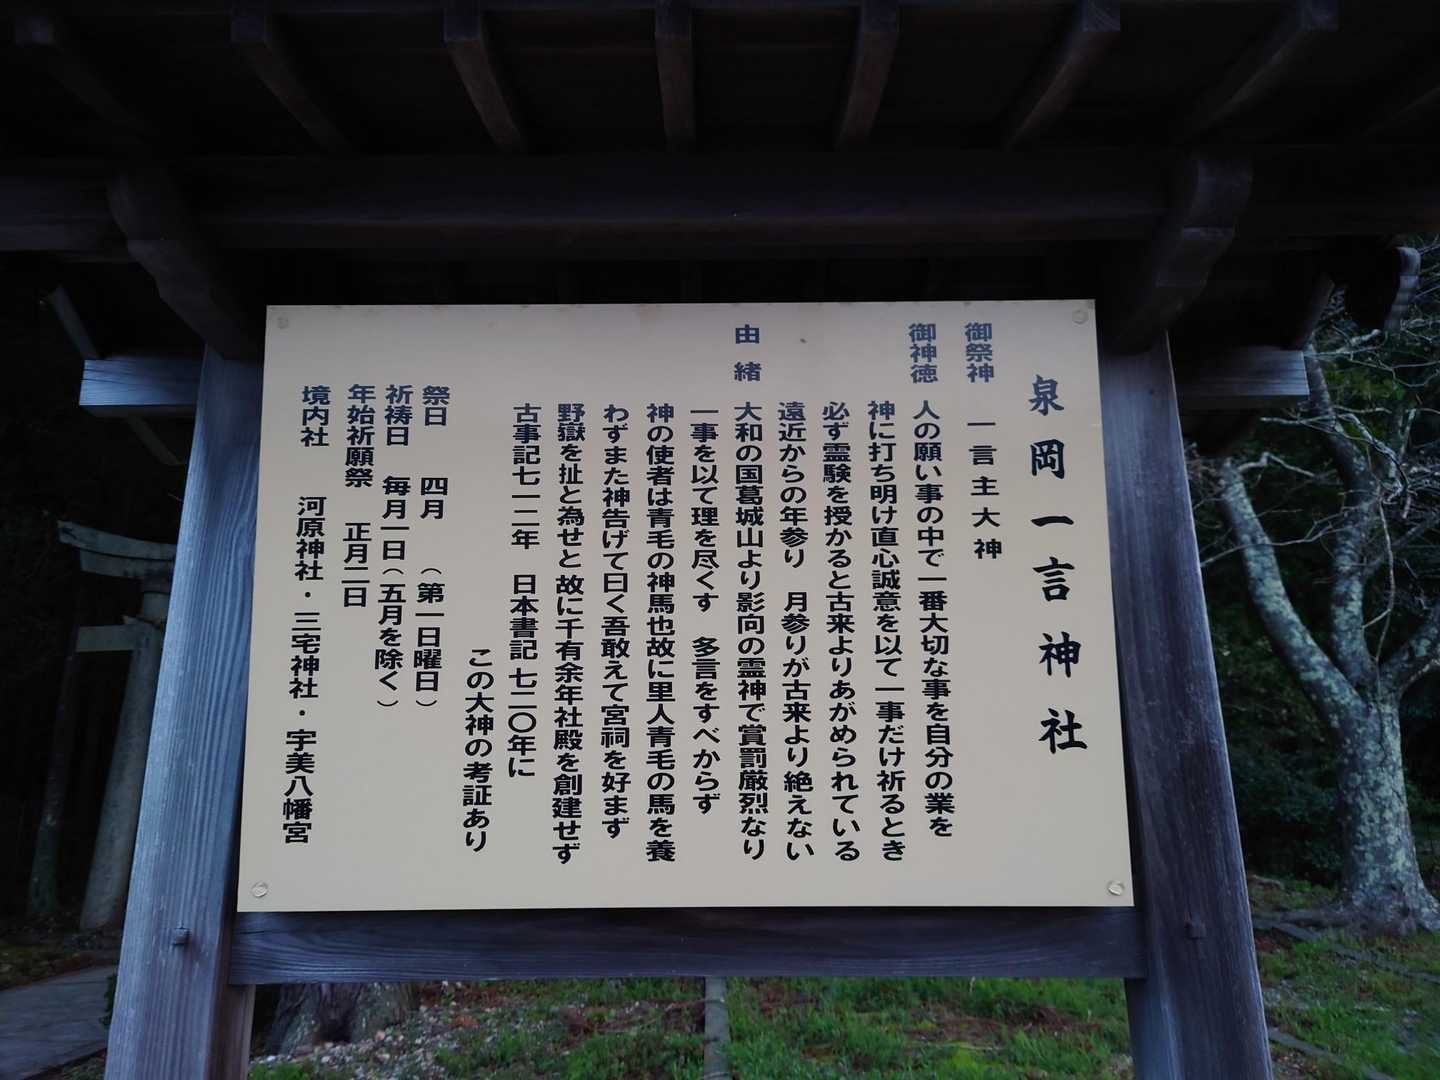 泉岡一言神社
御祭神　一言主大神
御神徳　人の願い事の中で一番大切な事を自分の業を
神に打ち明け直心誠意を以て一事だけ祈るとき
必ず霊験を授かると古来よりあがめられている
遠近からの年参り　月参りが古来より絶えない
由緒　大和の国葛城山より影向の霊神で賞罰厳烈なり
一事を以て理を尽くす　多言をすべからず
神の使者は青毛の神馬也故に里人青毛の馬を養
わずまた神告げて曰く吾敢えて宮祠を好まず
野嶽を扯と為せと故に千有余年社殿を創建せず
古事記七一二年　日本書記七二〇年に
この大神の考証あり
祭日　四月　（第一日曜日）
祈祷日　毎月一日（五月を除く）
年始祈願祭　正月二日
境内社　河原神社・三宅神社・宇美八幡宮